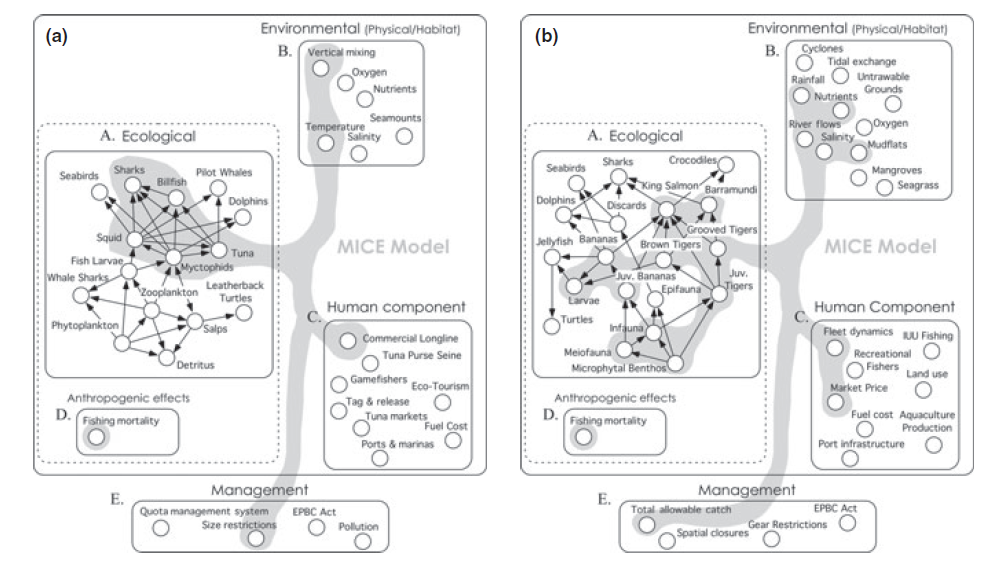 (a)
Environmental (Physical/Habitat)
B.
Vertical mixing
Oxygen
Nutrients
Seamounts
Temperature
Salinity
A. Ecological
Seabirds
Sharks
Billfish
Pilot Whales
Dolphins
Squid
Tuna
Fish Larvae
Myctophids
Whale Sharks
Zooplankton
Leatherback
Turtles
Phytoplankton
Salps
Detritus
MICE Model
Human component
C.
Commercial Longline
Tuna Purse Seine
Gamefishers
Eco-Tourism
Tag & release
Tuna markets
Fuel Cost
Ports & marinas
Anthropogenic effects
D.
Fishing mortality
Management
E.
Quota management system
EPBC Act
Size restrictions
Pollution
(b)
Environmental (Physical/Habitat)
B.
Cyclones
Tidal exchange
Rainfall
Untrawable
Grounds
Nutrients
River flows
Oxygen
Salinity
Mudflats
Mangroves
Seagrass
A. Ecological
Seabirds
Sharks
Crocodiles
King Salmon
Barramundi
Dolphins
Discards
Grooved Tigers
Jellyfish
Bananas
Brown Tigers
Juv. Bananas
Juv.
Tigers
Larvae
Epifauna
Turtles
Infauna
Meiofauna
Microphytal Benthos
MICE Model
Human Component
C.
Fleet dynamics
IUU Fishing
Recreational
Fishers
Land use
Market Price
Fuel cost
Aquaculture
Production
Port infrastructure
Anthropogenic effects
D.
Fishing mortality
Management
E.
Total allowable catch
EPBC Act
Spatial closures
Gear Restrictions